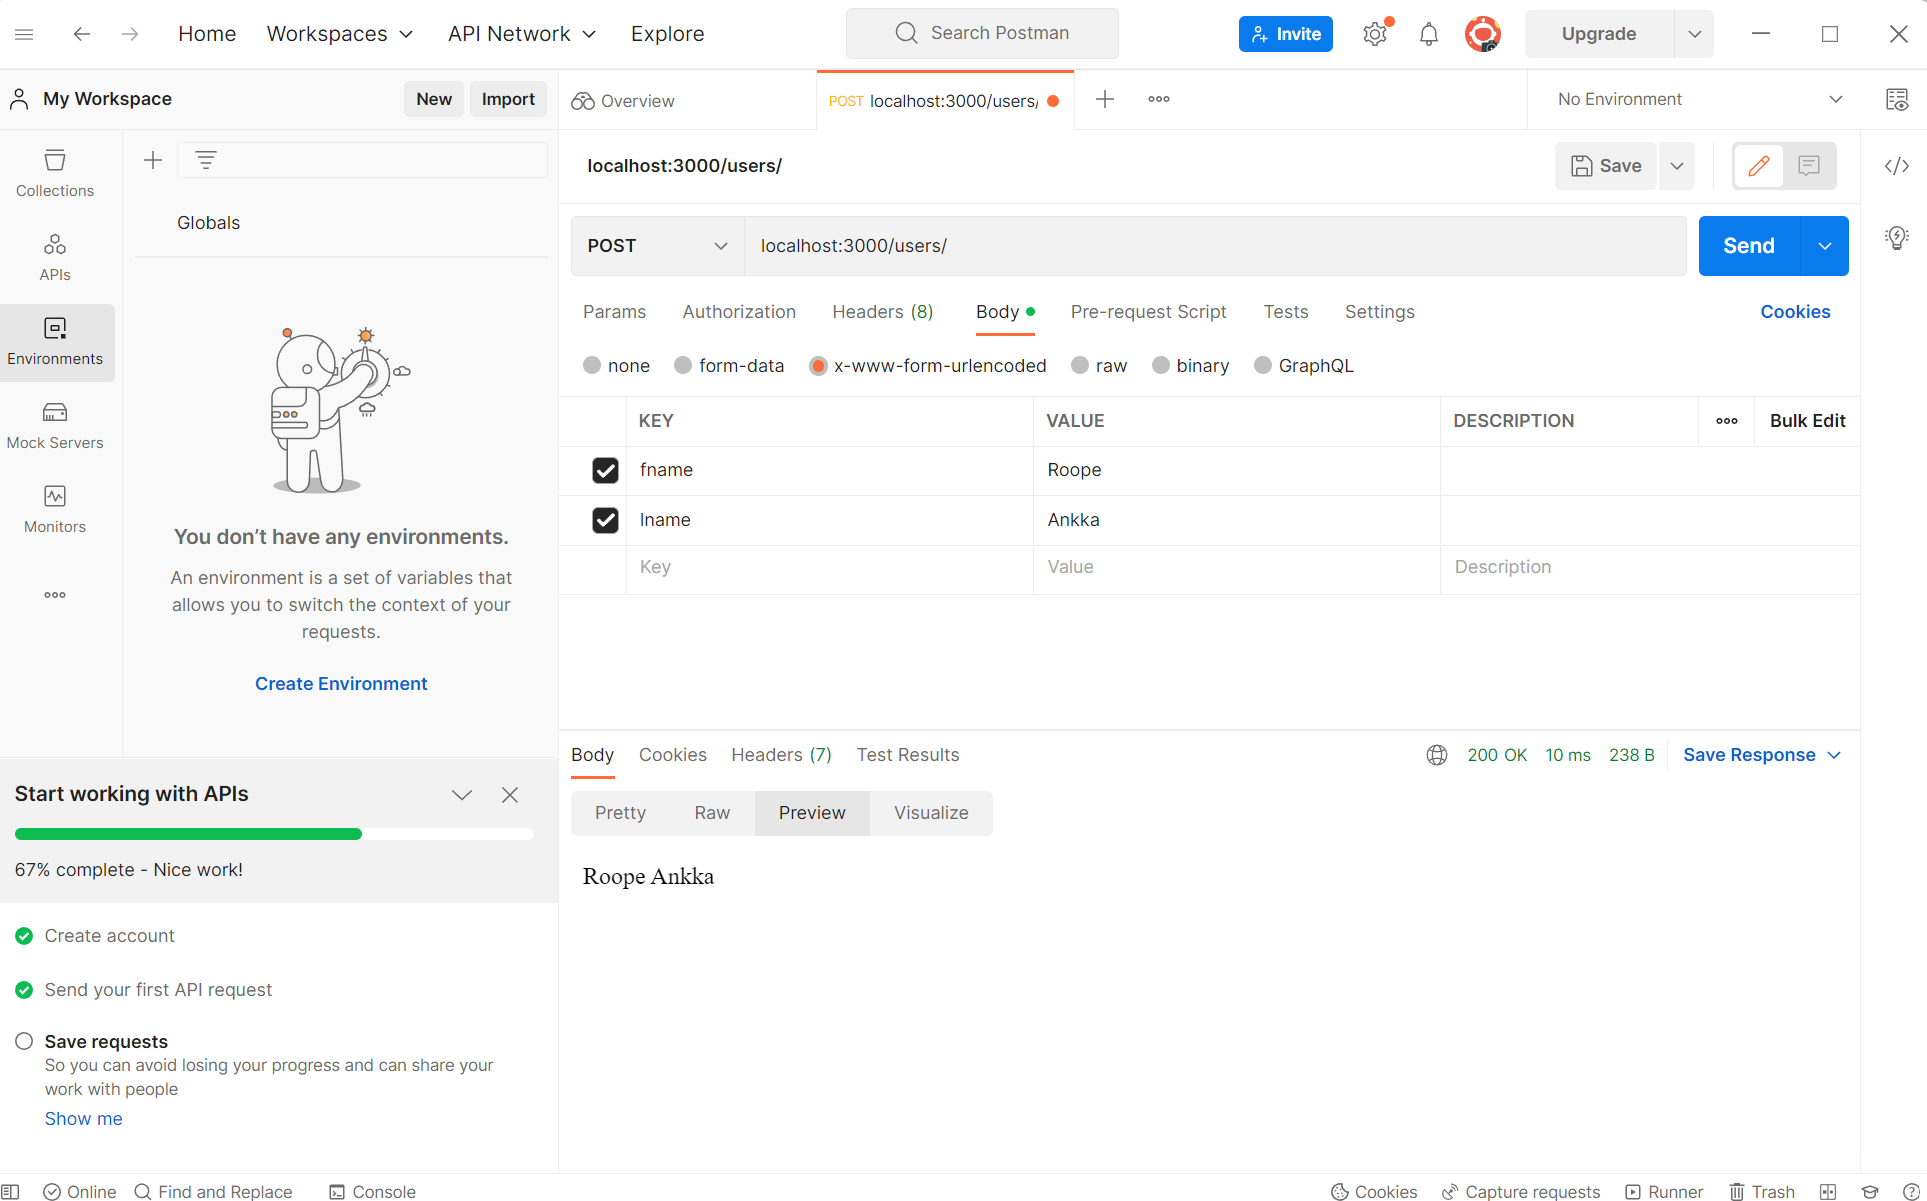 Home Workspaces API Network Explore Search Postman Invite Upgrade
My Workspace New Import
Overview POST localhost:3000/users/ No Environment
Collections
APIs
Environments
Mock Servers
Monitors
Globals
You don’t have any environments.
An environment is a set of variables that
allows you to switch the context of your
requests.
Create Environment
Start working with APIs
67% complete - Nice work!
Create account
Send your first API request
Save requests
So you can avoid losing your progress and can share your
work with people
Show me
localhost:3000/users/ Save
POST localhost:3000/users/ Send
Params Authorization Headers (8) Body Pre-request Script Tests Settings Cookies
none form-data x-www-form-urlencoded raw binary GraphQL
KEY VALUE DESCRIPTION Bulk Edit
fname Roope
lname Ankka
Key Value Description
Body Cookies Headers (7) Test Results 200 OK 10 ms 238 B Save Response
Pretty Raw Preview Visualize
Roope Ankka
Online Find and Replace Console Cookies Capture requests Runner Trash